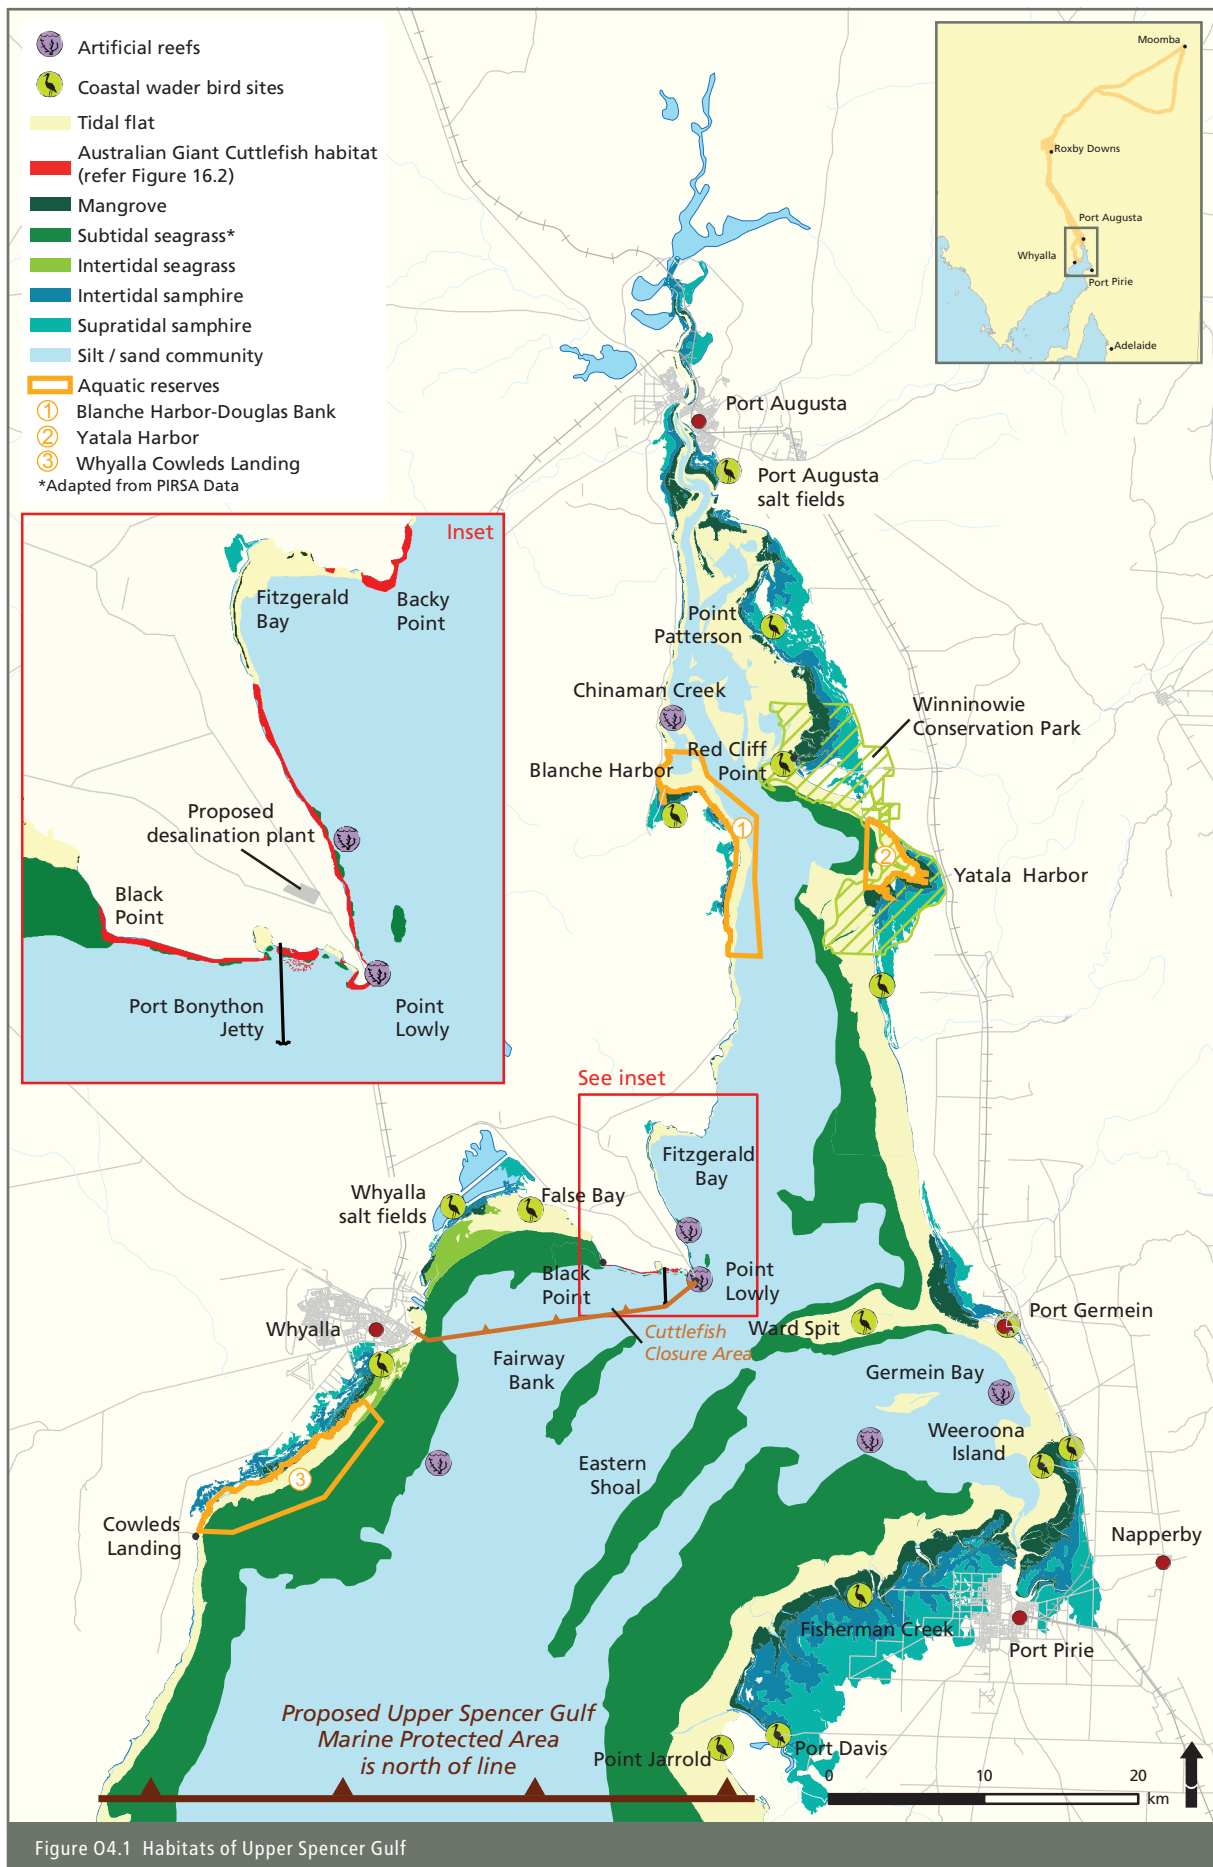 Artificial reefs
Coastal wader bird sites
Tidal flat
Australian Giant Cuttlefish habitat
(refer Figure 16.2)
Mangrove
Subtidal seagrass*
Intertidal seagrass
Intertidal samphire
Supratidal samphire
Silt / sand community
Aquatic reserves
1 Blanche Harbor-Douglas Bank
2 Yatala Harbor
3 Whyalla Cowleds Landing
*Adapted from PIRSA Data
Moomba
Roxby Downs
Port Augusta
Whyalla
Port Pirie
Adelaide
Inset
Fitzgerald
Bay
Backy
Point
Proposed
desalination plant
Black
Point
Port Bonython
Jetty
Point
Lowly
Port Augusta
Port Augusta
salt fields
Point
Patterson
Chinaman Creek
Winninowie
Conservation Park
Red Cliff
Point
Blanche Harbor
1
2
Yatala Harbor
See inset
Fitzgerald
Bay
Whyalla
salt fields
False Bay
Black
Point
Point
Lowly
Whyalla
Cuttlefish
Closure Area
Ward Spit
Port Germein
Fairway
Bank
Germein Bay
Weeroona
Island
Eastern
Shoal
3
Cowleds
Landing
Napperby
Fisherman Creek
Port Pirie
Proposed Upper Spencer Gulf
Marine Protected Area
is north of line
Point Jarrold
Port Davis
0 10 20
km
Figure O4.1 Habitats of Upper Spencer Gulf